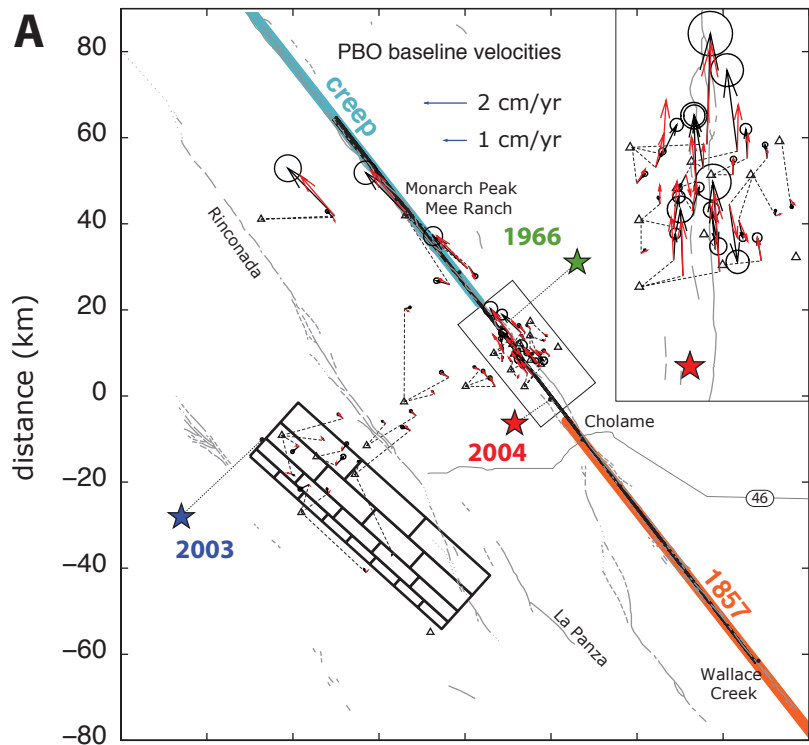 A
PBO baseline velocities
2 cm/yr
1 cm/yr
creep
Monarch Peak
Mee Ranch
Rinconada
1966
distance (km)
80
60
40
20
0
−20
−40
−60
−80
Cholame
2004
46
2003
1857
La Panza
Wallace
Creek